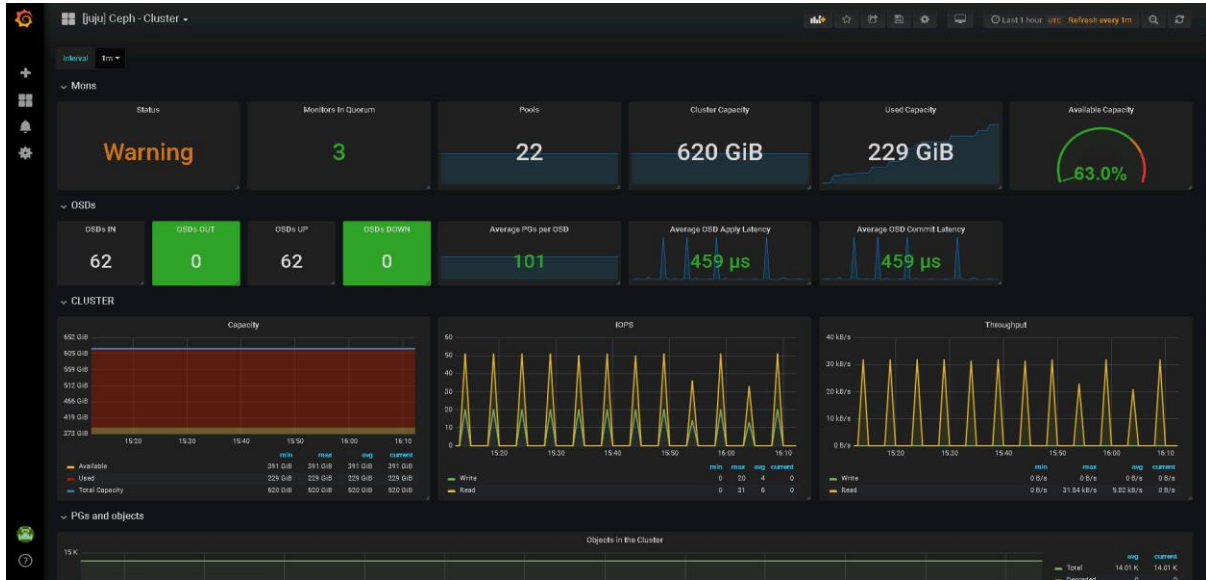 [juju] Ceph - Cluster
Last 1 hour UTC Refresh every 1m
Interval 1m
Mons
Status
Warning
Monitors In Quorum
3
Pools
22
Cluster Capacity
620 GiB
Used Capacity
229 GiB
Available Capacity
63.0%
OSDs
OSDs IN
62
OSDs OUT
0
OSDs UP
62
OSDs DOWN
0
Average PGs per OSD
101
Average OSD Apply Latency
459 µs
Average OSD Commit Latency
459 µs
CLUSTER
Capacity
652 GiB
605 GiB
559 GiB
512 GiB
466 GiB
419 GiB
373 GiB
15:20 15:30 15:40 15:50 16:00 16:10
min max avg current
Available 391 GiB 391 GiB 391 GiB 391 GiB
Used 229 GiB 229 GiB 229 GiB 229 GiB
Total Capacity 620 GiB 620 GiB 620 GiB 620 GiB
IOPS
60
50
40
30
20
10
0
15:20 15:30 15:40 15:50 16:00 16:10
min max avg current
Write 0 20 4 0
Read 0 31 6 0
Throughput
40 kB/s
30 kB/s
20 kB/s
10 kB/s
0 B/s
15:20 15:30 15:40 15:50 16:00 16:10
min max avg current
Write 0 B/s 0 B/s 0 B/s 0 B/s
Read 0 B/s 31.84 kB/s 5.82 kB/s 0 B/s
PGs and objects
Objects in the Cluster
15 K
avg current
Total 14.01 K 14.01 K
Degraded 0 0